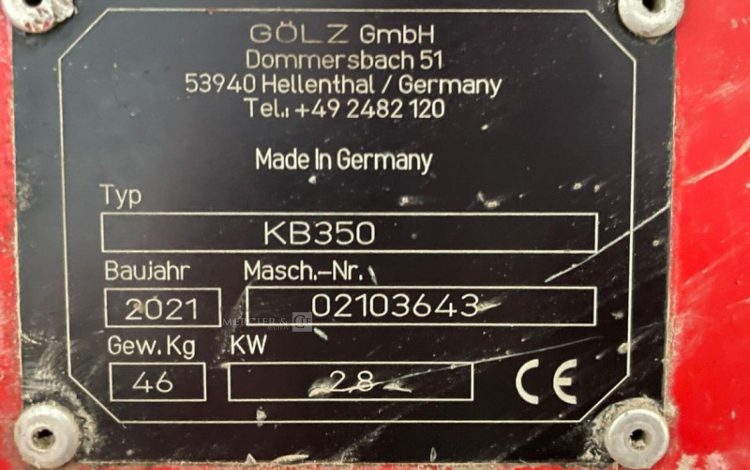 GÖLZ GmbH
Dommersbach 51
53940 Hellenthal / Germany
Tel.: +49 2482 120
Made In Germany
Typ
KB350
Baujahr Masch.-Nr.
2021 02103643
Gew.Kg KW
46 2,8 CE